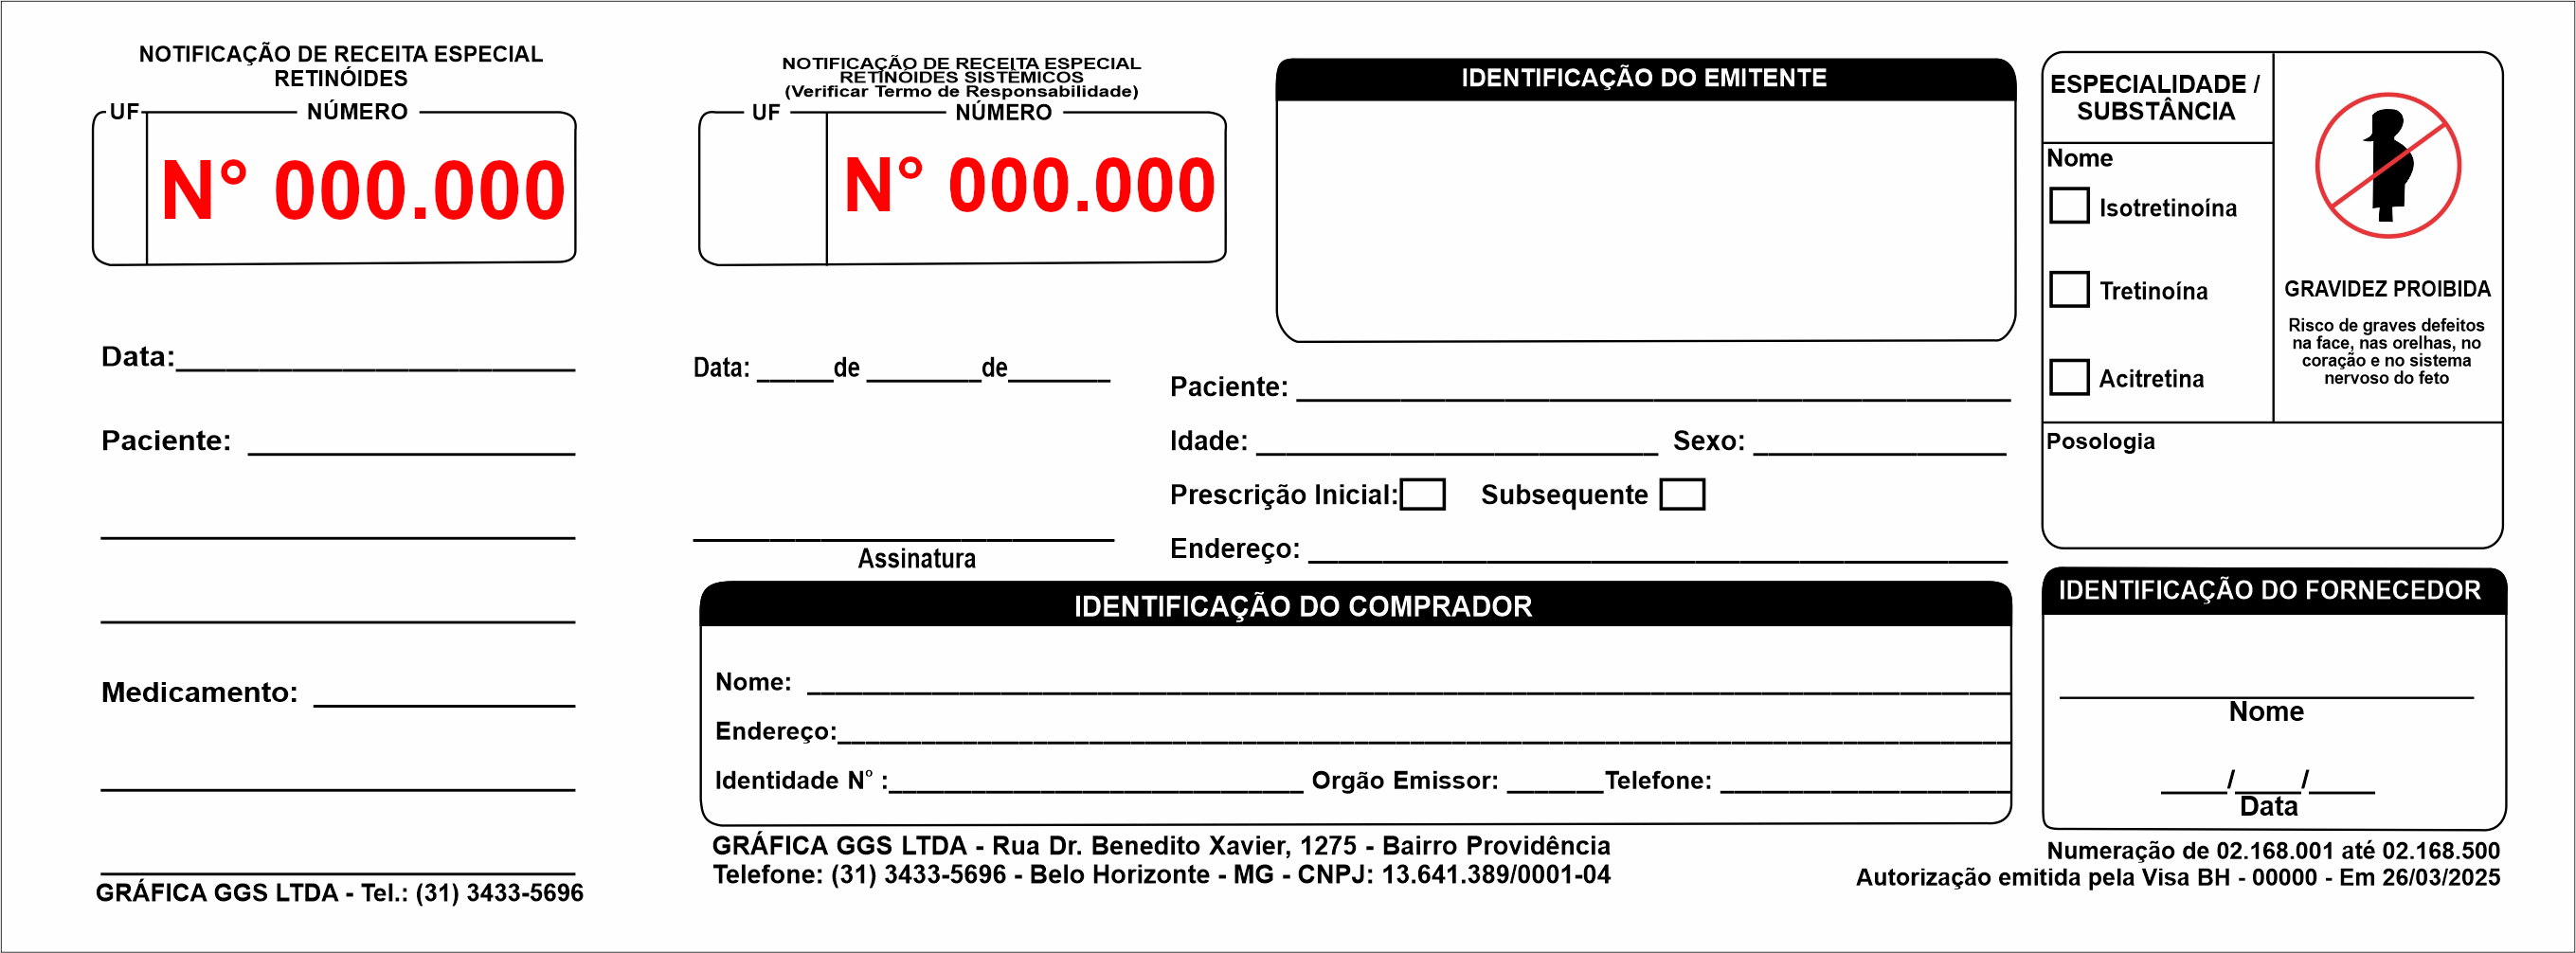 NOTIFICAÇÃO DE RECEITA ESPECIAL
RETINÓIDES
UF NÚMERO
N° 000.000
Data:
Paciente:
Medicamento:
GRÁFICA GGS LTDA - Tel.: (31) 3433-5696
NOTIFICAÇÃO DE RECEITA ESPECIAL
RETINÓIDES SISTÊMICOS
(Verificar Termo de Responsabilidade)
UF NÚMERO
N° 000.000
Data: ______de _________de________
Assinatura
IDENTIFICAÇÃO DO EMITENTE
Paciente:
Idade: Sexo:
Prescrição Inicial: Subsequente
Endereço:
IDENTIFICAÇÃO DO COMPRADOR
Nome:
Endereço:
Identidade N° : Orgão Emissor: Telefone:
GRÁFICA GGS LTDA - Rua Dr. Benedito Xavier, 1275 - Bairro Providência
Telefone: (31) 3433-5696 - Belo Horizonte - MG - CNPJ: 13.641.389/0001-04
ESPECIALIDADE /
SUBSTÂNCIA
Nome
Isotretinoína
Tretinoína
Acitretina
GRAVIDEZ PROIBIDA
Risco de graves defeitos
na face, nas orelhas, no
coração e no sistema
nervoso do feto
Posologia
IDENTIFICAÇÃO DO FORNECEDOR
Nome
_____/_____/_____
Data
Numeração de 02.168.001 até 02.168.500
Autorização emitida pela Visa BH - 00000 - Em 26/03/2025